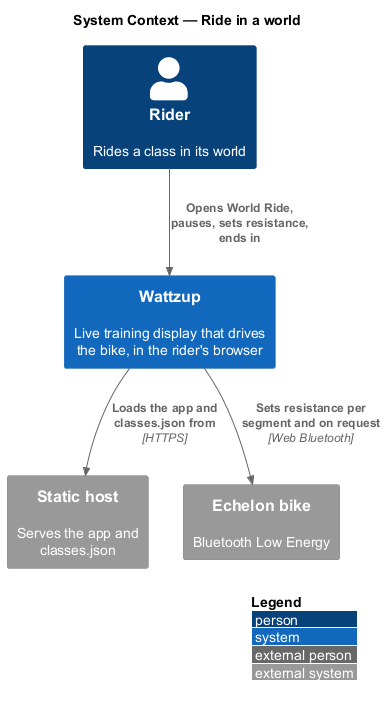 System Context — Ride in a world
Rider
Rides a class in its world
Opens World Ride,
pauses, sets resistance,
ends in
Wattzup
Live training display that drives
the bike, in the rider's browser
Loads the app and
classes.json from
[HTTPS]
Sets resistance per
segment and on request
[Web Bluetooth]
Static host
Serves the app and
classes.json
Echelon bike
Bluetooth Low Energy
Legend
person
system
external person
external system